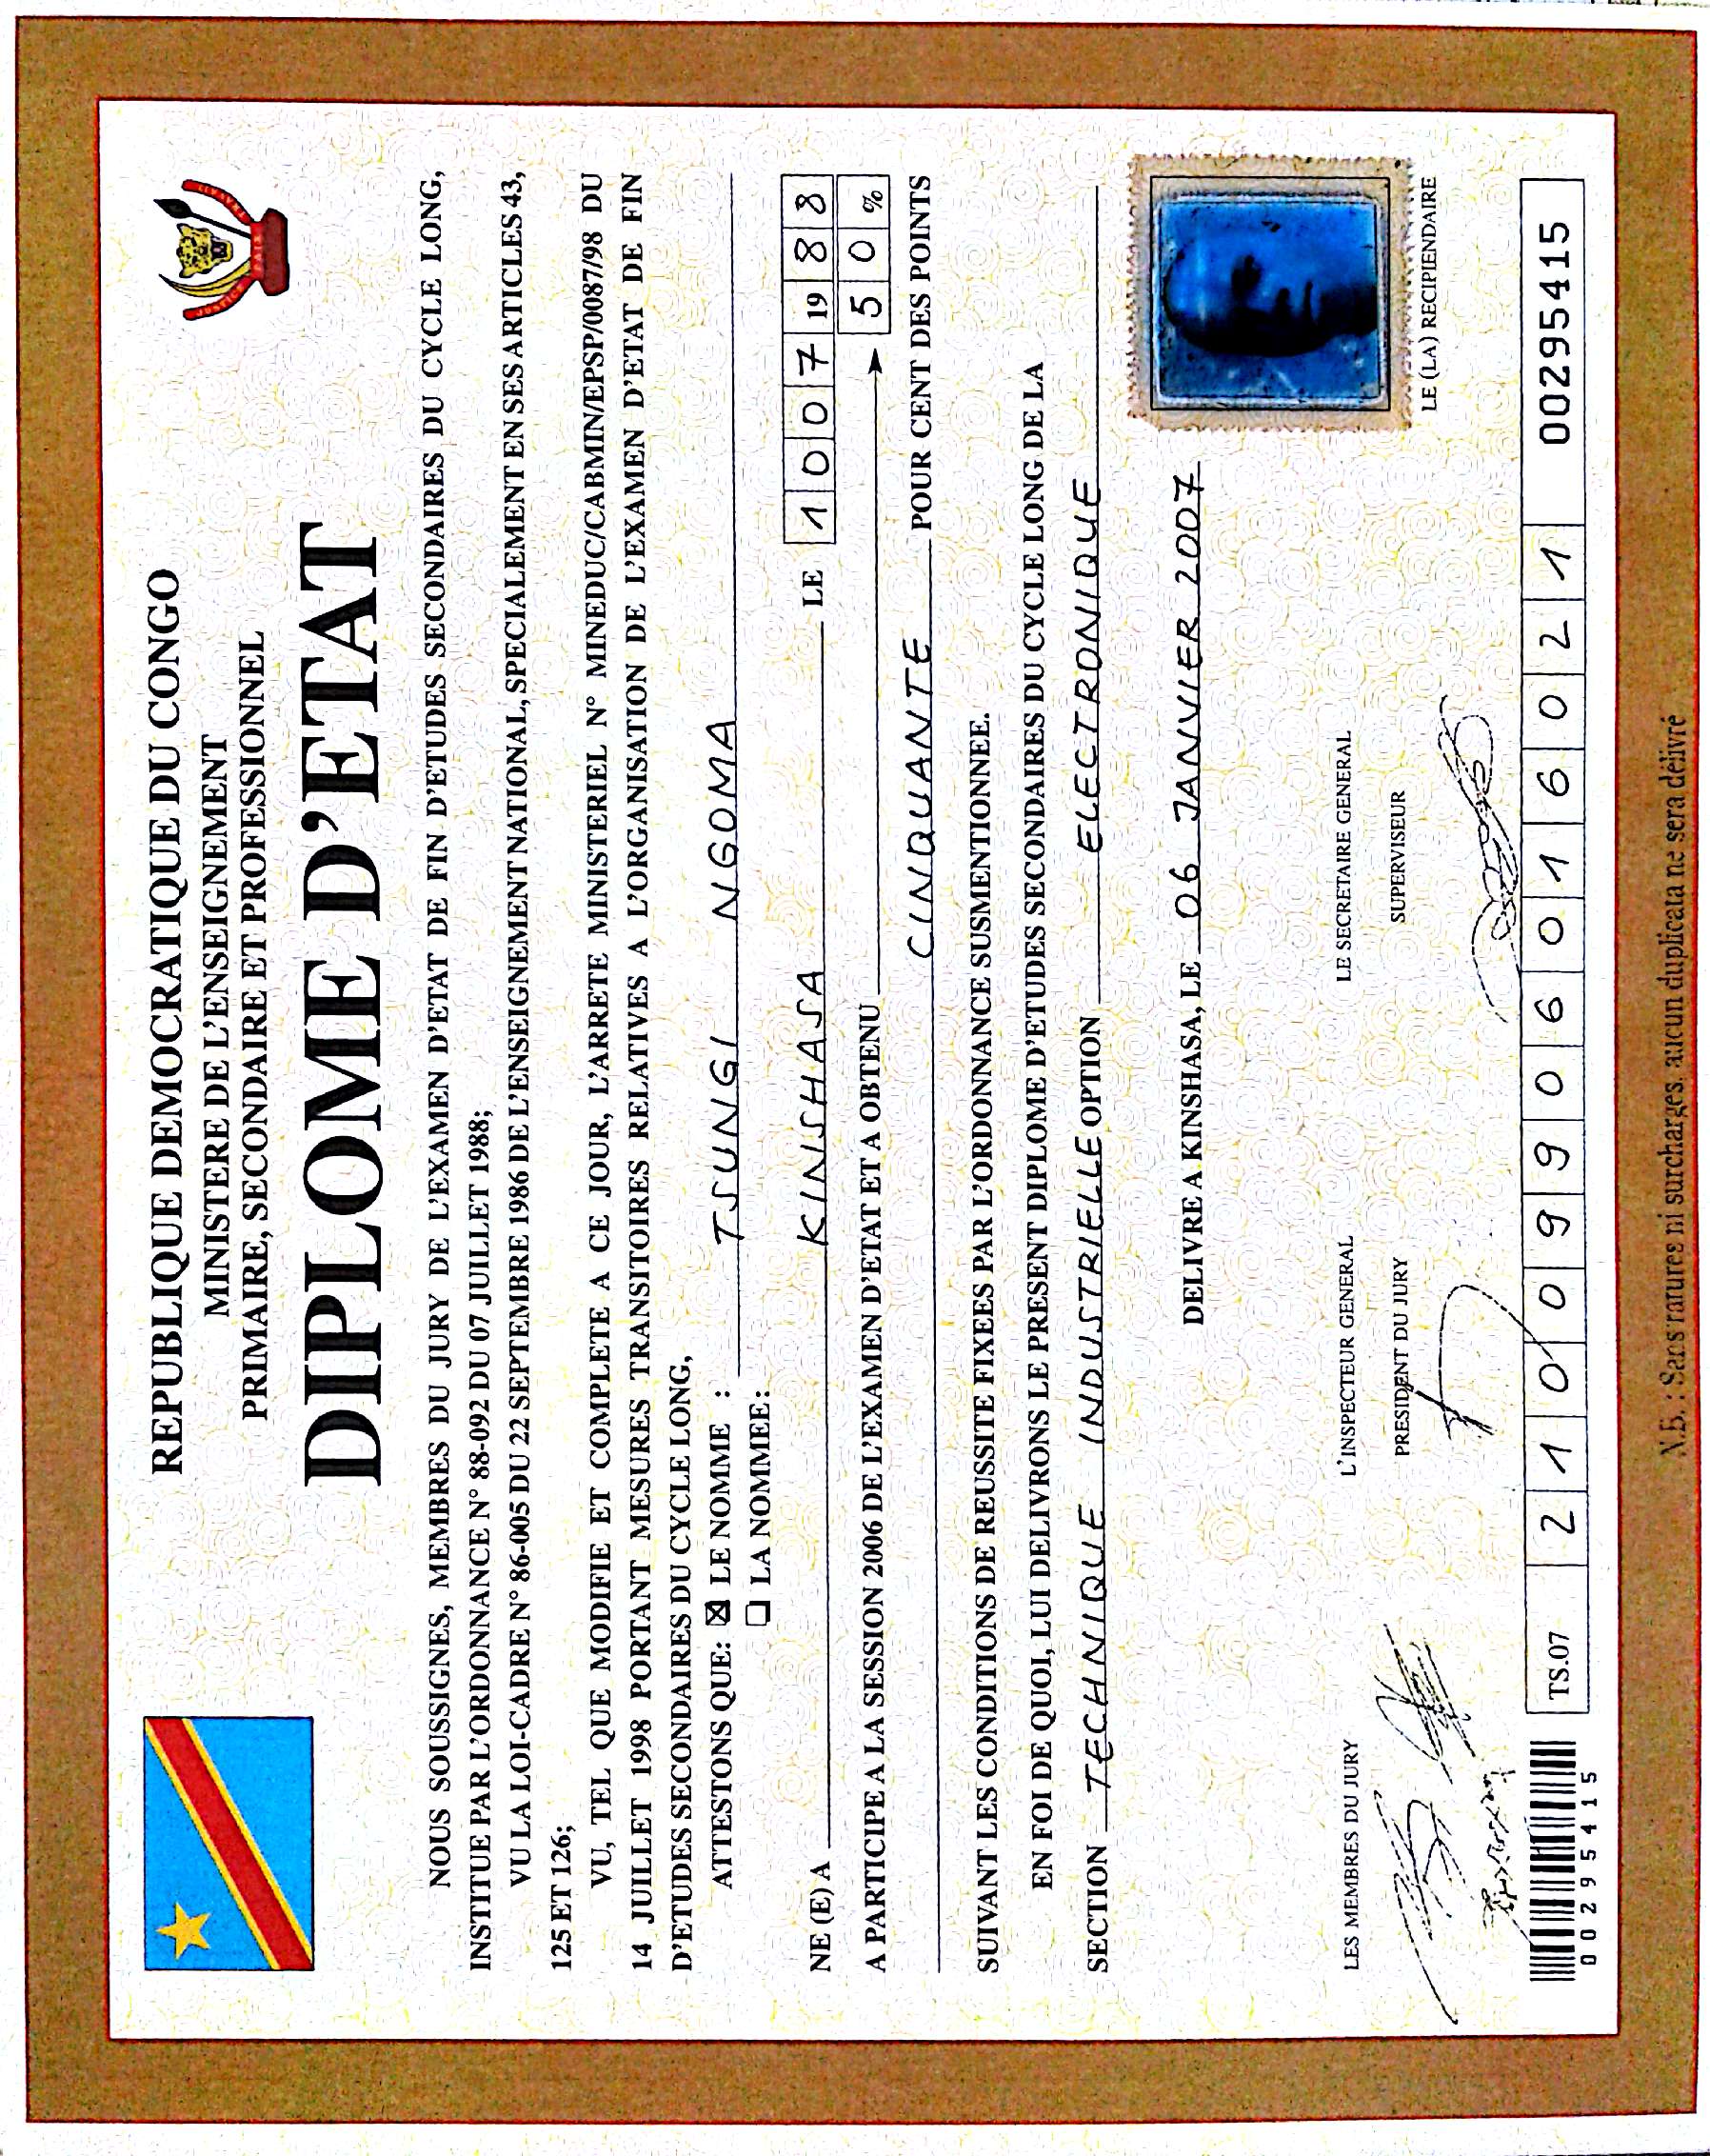 REPUBLIQUE DEMOCRATIQUE DU CONGO
MINISTERE DE L'ENSEIGNEMENT
PRIMAIRE, SECONDAIRE ET PROFESSIONNEL
JUSTICE PAIX TRAVAIL
DIPLOME D'ETAT
NOUS SOUSSIGNES, MEMBRES DU JURY DE L'EXAMEN D'ETAT DE FIN D'ETUDES SECONDAIRES DU CYCLE LONG,
INSTITUE PAR L'ORDONNANCE N° 88-092 DU 07 JUILLET 1988;
VU LA LOI-CADRE N° 86-005 DU 22 SEPTEMBRE 1986 DE L'ENSEIGNEMENT NATIONAL, SPECIALEMENT EN SES ARTICLES 43,
125 ET 126;
VU, TEL QUE MODIFIE ET COMPLETE A CE JOUR, L'ARRETE MINISTERIEL N° MINEDUC/CABMIN/EPSP/0087/98 DU
14 JUILLET 1998 PORTANT MESURES TRANSITOIRES RELATIVES A L'ORGANISATION DE L'EXAMEN D'ETAT DE FIN
D'ETUDES SECONDAIRES DU CYCLE LONG,
ATTESTONS QUE: ☒ LE NOMME : TSUNGI NGOMA
☐ LA NOMMEE:
NE (E) A KINSHASA LE 1 0 0 7 19 8 8
A PARTICIPE A LA SESSION 2006 DE L'EXAMEN D'ETAT ET A OBTENU 5 0 %
CINQUANTE POUR CENT DES POINTS
SUIVANT LES CONDITIONS DE REUSSITE FIXEES PAR L'ORDONNANCE SUSMENTIONNEE.
EN FOI DE QUOI, LUI DELIVRONS LE PRESENT DIPLOME D'ETUDES SECONDAIRES DU CYCLE LONG DE LA
SECTION TECHNIQUE INDUSTRIELLE OPTION ELECTRONIQUE
DELIVRE A KINSHASA, LE 06 JANVIER 2007
LES MEMBRES DU JURY L'INSPECTEUR GENERAL LE SECRETAIRE GENERAL
PRESIDENT DU JURY SUPERVISEUR
LE (LA) RECIPIENDAIRE
TS.07 2 1 0 0 9 9 0 6 0 1 6 0 2 1 00295415
00295415
N.B. : Sans ratures ni surcharges, aucun duplicata ne sera délivré